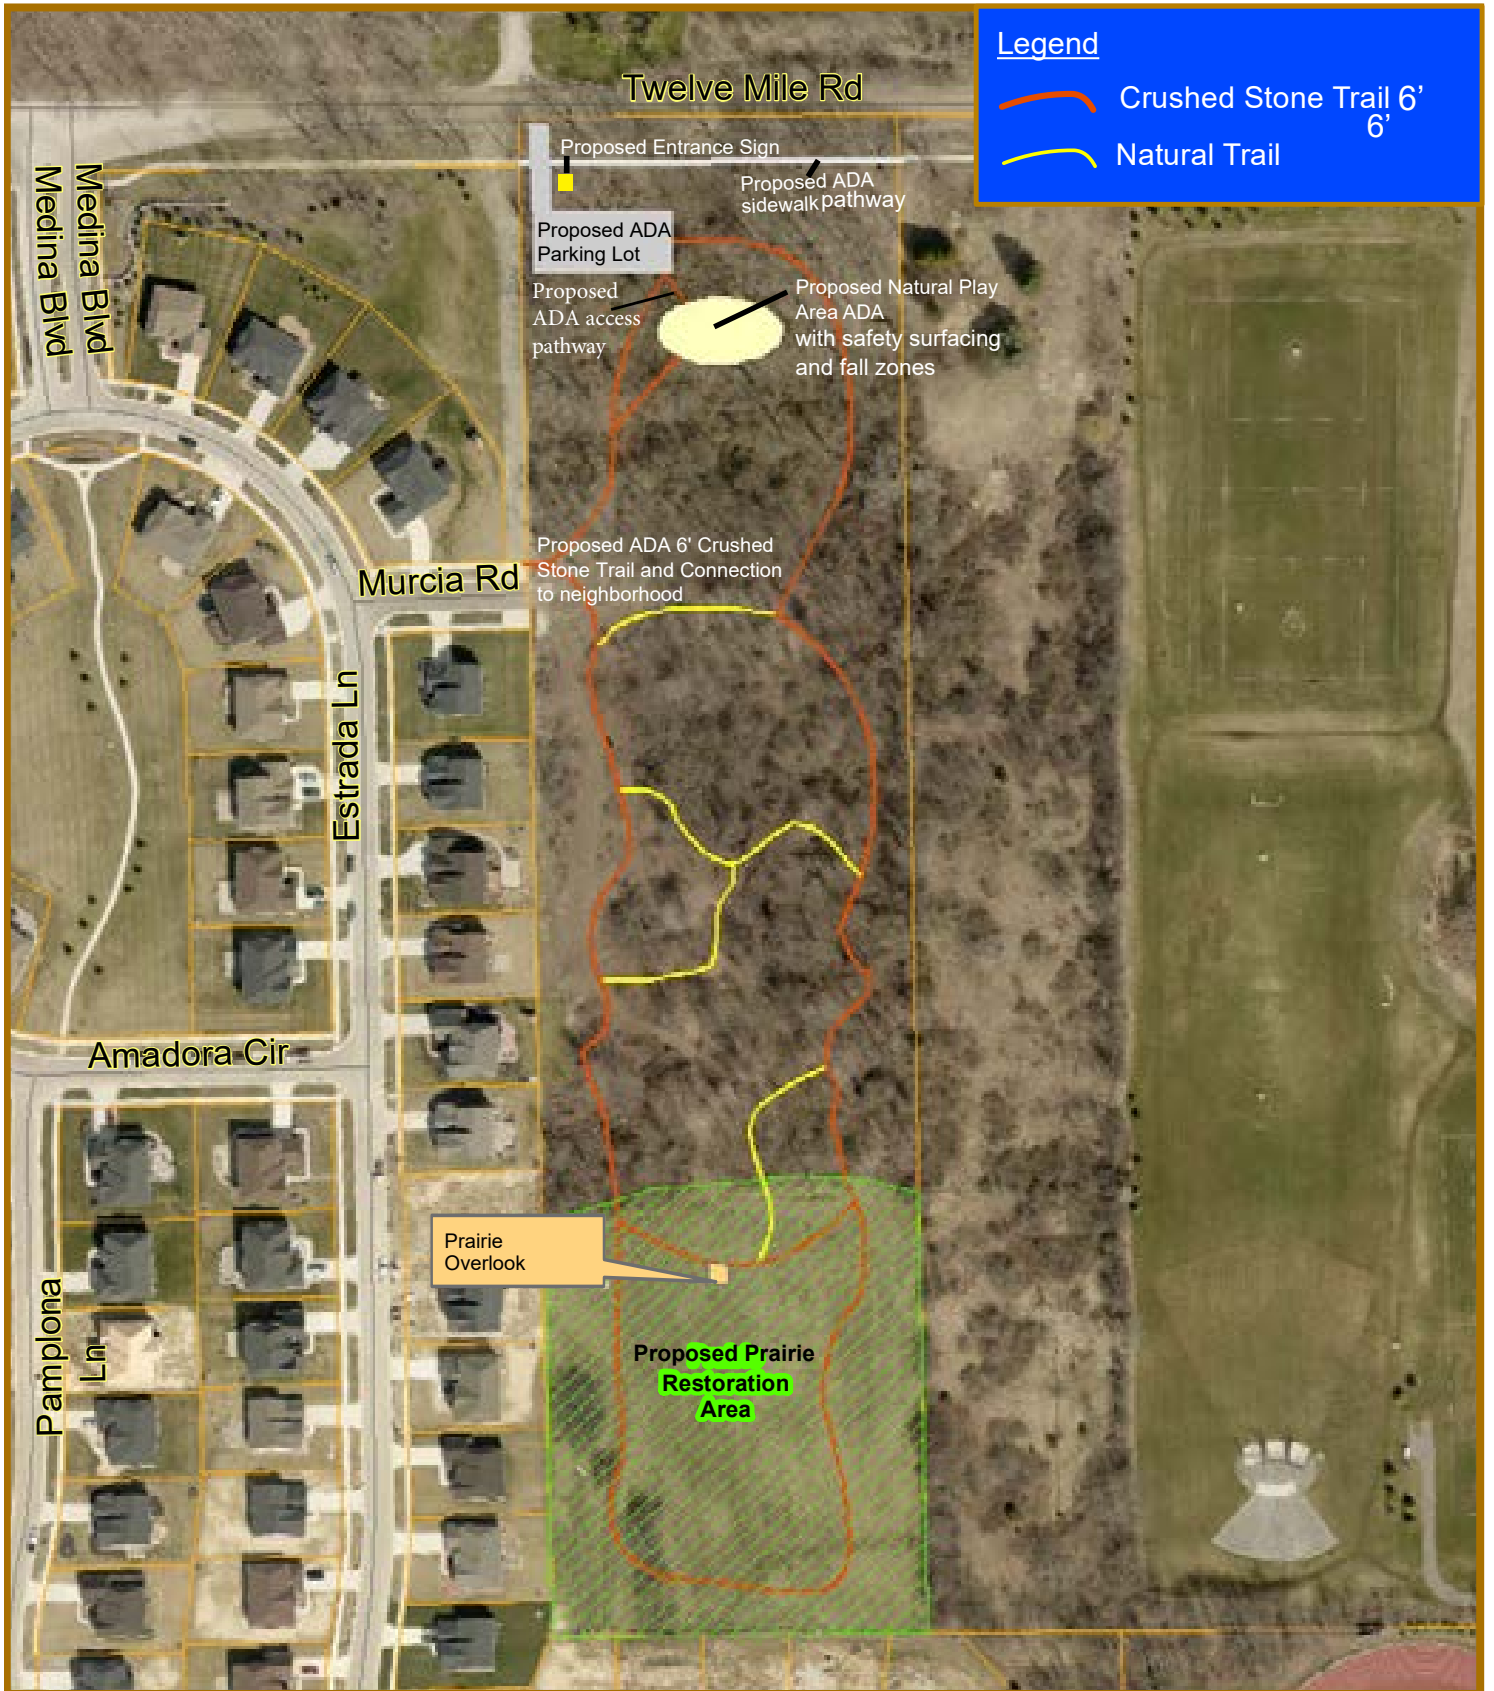 Legend
Crushed Stone Trail 6'
6'
Natural Trail
Twelve Mile Rd
Proposed Entrance Sign
Proposed ADA
sidewalk pathway
Medina Blvd
Medina Blvd
Proposed ADA
Parking Lot
Proposed
ADA access
pathway
Proposed Natural Play
Area ADA
with safety surfacing
and fall zones
Proposed ADA 6' Crushed
Stone Trail and Connection
to neighborhood
Murcia Rd
Estrada Ln
Amadora Cir
Prairie
Overlook
Pamplona
Ln
Proposed Prairie
Restoration
Area